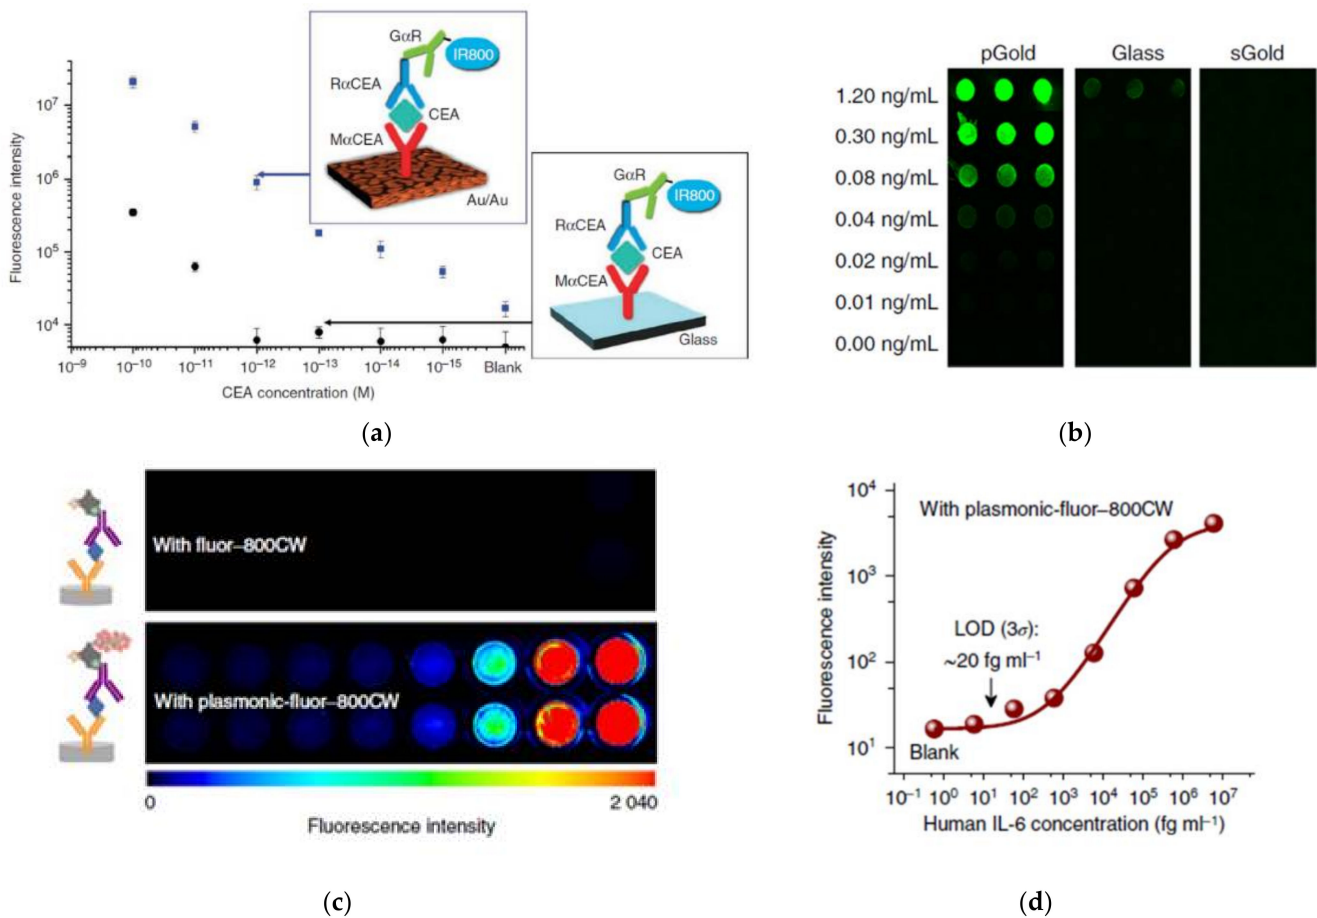 GαR
IR800
RαCEA
CEA
MαCEA
Au/Au
GαR
IR800
RαCEA
CEA
MαCEA
Glass
10⁷
10⁶
10⁵
10⁴
Fluorescence intensity
10⁻⁹ 10⁻¹⁰ 10⁻¹¹ 10⁻¹² 10⁻¹³ 10⁻¹⁴ 10⁻¹⁵ Blank
CEA concentration (M)
(a)
pGold Glass sGold
1.20 ng/mL
0.30 ng/mL
0.08 ng/mL
0.04 ng/mL
0.02 ng/mL
0.01 ng/mL
0.00 ng/mL
(b)
With fluor–800CW
With plasmonic-fluor–800CW
0 2 040
Fluorescence intensity
(c)
10⁴
10³
10²
10¹
Fluorescence intensity
With plasmonic-fluor–800CW
LOD (3σ):
~20 fg ml⁻¹
Blank
10⁻¹ 10⁰ 10¹ 10² 10³ 10⁴ 10⁵ 10⁶ 10⁷
Human IL-6 concentration (fg ml⁻¹)
(d)